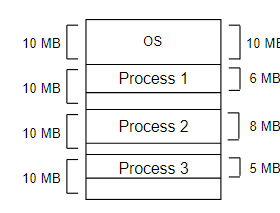 10 MB OS 10 MB
10 MB Process 1 6 MB
10 MB Process 2 8 MB
10 MB Process 3 5 MB